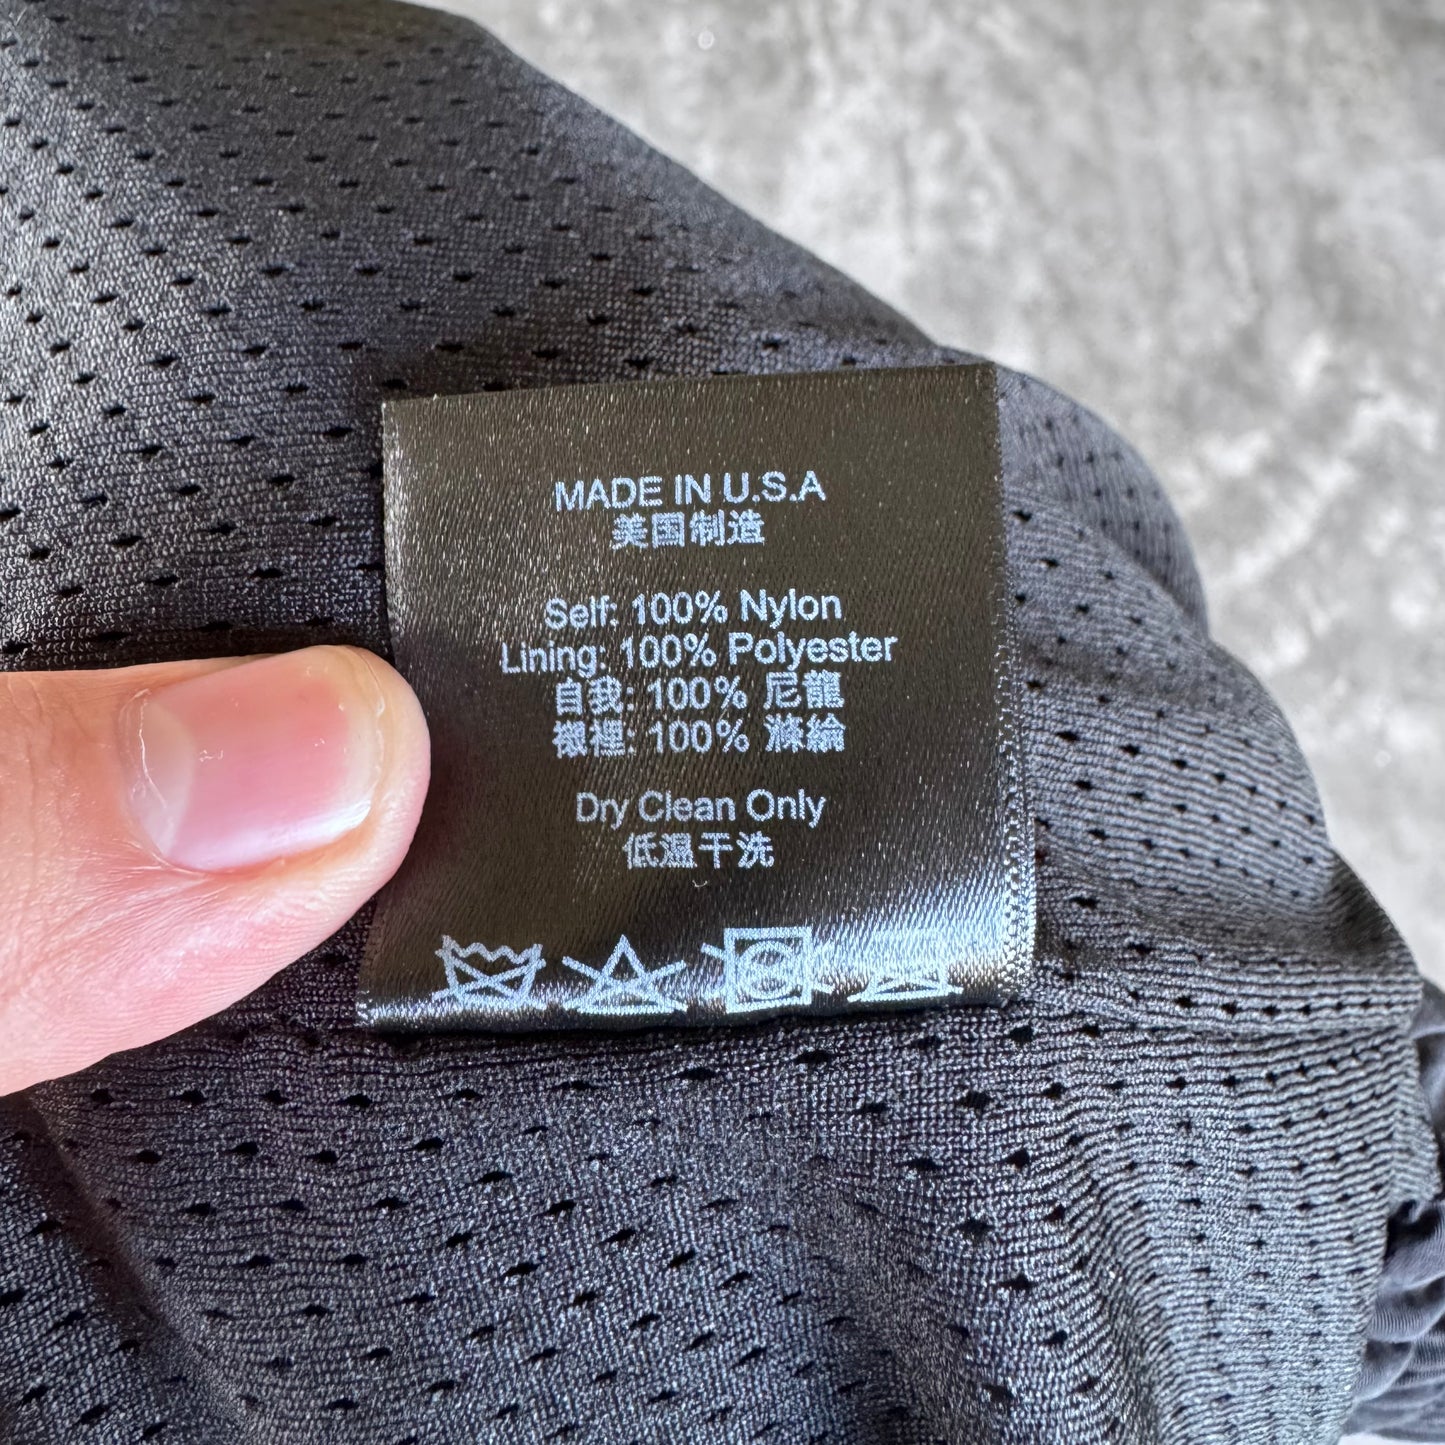 MADE IN U.S.A
美国制造
Self: 100% Nylon
Lining: 100% Polyester
自我: 100% 尼龍
襯裡: 100% 滌綸
Dry Clean Only
低温干洗